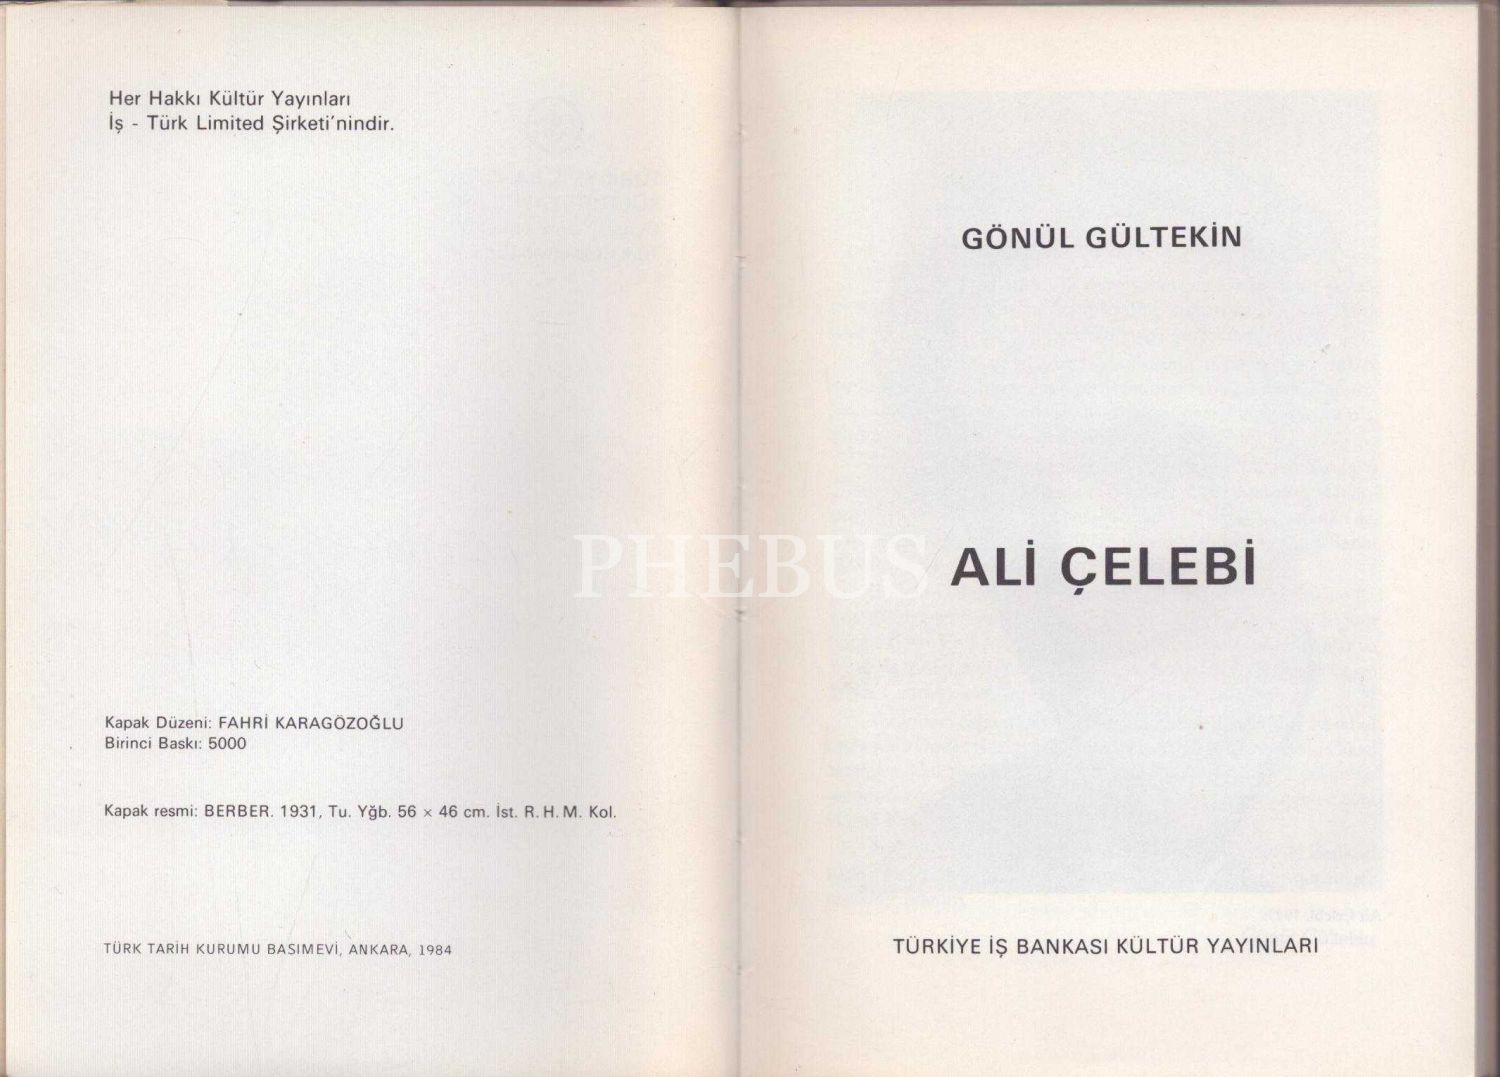 Her Hakkı Kültür Yayınları
İş - Türk Limited Şirketi'nindir.
Kapak Düzeni: FAHRİ KARAGÖZOĞLU
Birinci Baskı: 5000
Kapak resmi: BERBER. 1931, Tu. Yğb. 56 × 46 cm. İst. R. H. M. Kol.
TÜRK TARİH KURUMU BASIMEVİ, ANKARA, 1984
GÖNÜL GÜLTEKİN
PHEBUS
ALİ ÇELEBİ
TÜRKİYE İŞ BANKASI KÜLTÜR YAYINLARI